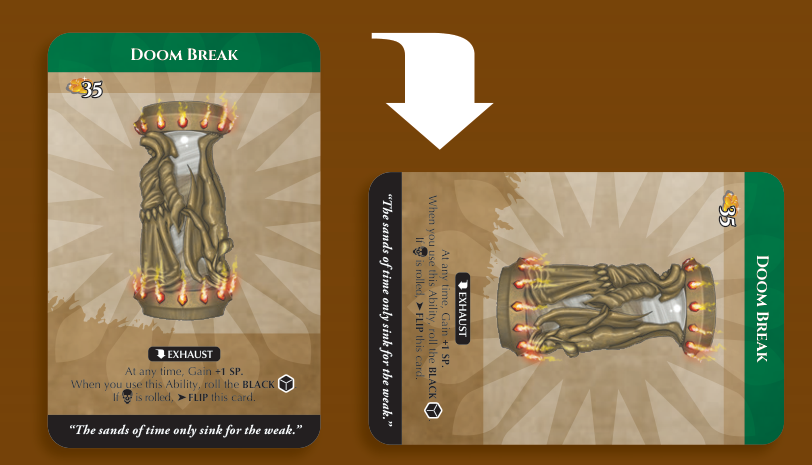 DOOM BREAK
35
EXHAUST
At any time, Gain +1 SP.
When you use this Ability, roll the BLACK
If is rolled, ➤ FLIP this card.
“The sands of time only sink for the weak.”
DOOM BREAK
35
EXHAUST
At any time, Gain +1 SP.
When you use this Ability, roll the BLACK
If is rolled, ➤ FLIP this card.
“The sands of time only sink for the weak.”